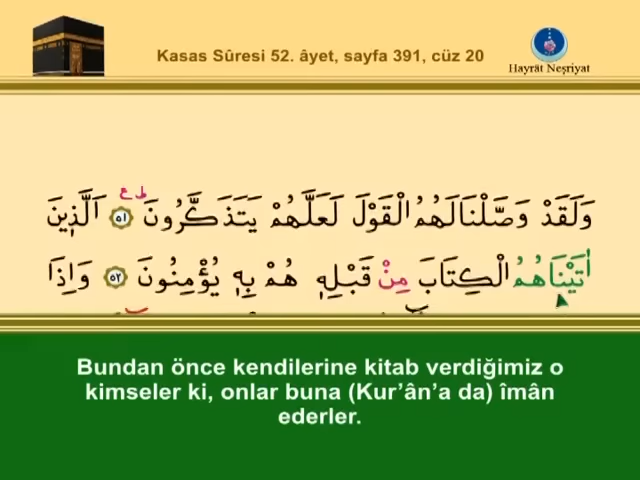 Kasas Sûresi 52. âyet, sayfa 391, cüz 20
Hayrât Neşriyat
وَلَقَدْ وَصَّلْنَا لَهُمُ الْقَوْلَ لَعَلَّهُمْ يَتَذَكَّرُونَ ﴿٥١﴾ اَلَّذٖينَ
اٰتَيْنَاهُمُ الْكِتَابَ مِنْ قَبْلِهٖ هُمْ بِهٖ يُؤْمِنُونَ ﴿٥٢﴾ وَاِذَا
Bundan önce kendilerine kitab verdiğimiz o
kimseler ki, onlar buna (Kur’ân’a da) îmân
ederler.